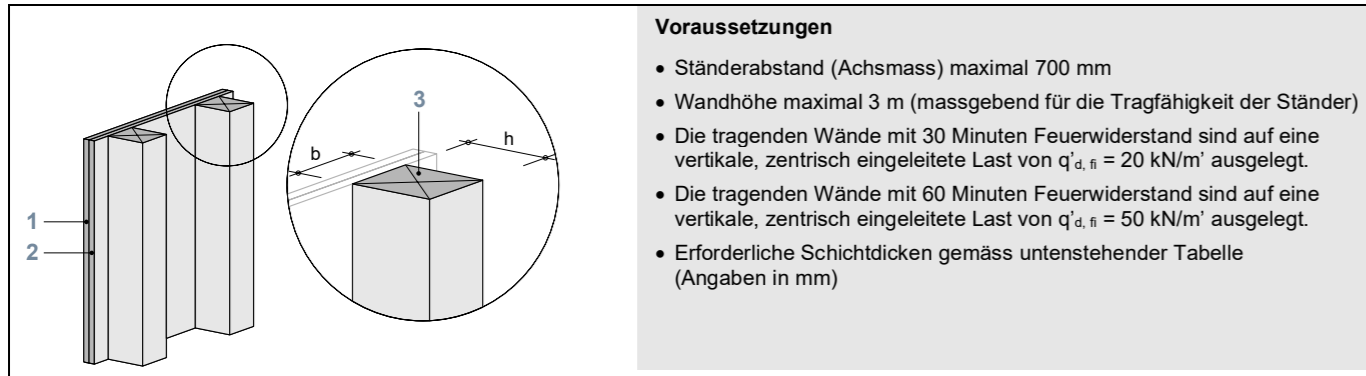 3
b
h
1
2
Voraussetzungen
• Ständerabstand (Achsmass) maximal 700 mm
• Wandhöhe maximal 3 m (massgebend für die Tragfähigkeit der Ständer)
• Die tragenden Wände mit 30 Minuten Feuerwiderstand sind auf eine
vertikale, zentrisch eingeleitete Last von q’d, fi = 20 kN/m’ ausgelegt.
• Die tragenden Wände mit 60 Minuten Feuerwiderstand sind auf eine
vertikale, zentrisch eingeleitete Last von q’d, fi = 50 kN/m’ ausgelegt.
• Erforderliche Schichtdicken gemäss untenstehender Tabelle
(Angaben in mm)